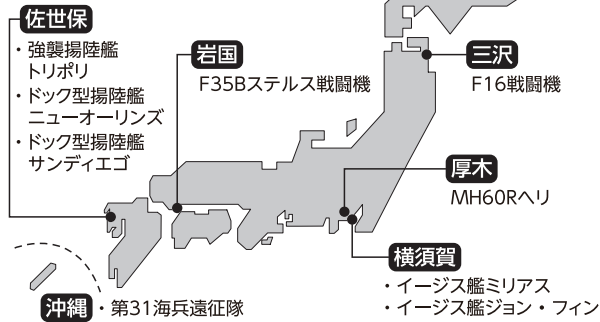 佐世保
・強襲揚陸艦
トリポリ
・ドック型揚陸艦
ニューオーリンズ
・ドック型揚陸艦
サンディエゴ
岩国
F35Bステルス戦闘機
三沢
F16戦闘機
厚木
MH60Rヘリ
横須賀
・イージス艦ミリアス
・イージス艦ジョン・フィン
沖縄
・第31海兵遠征隊